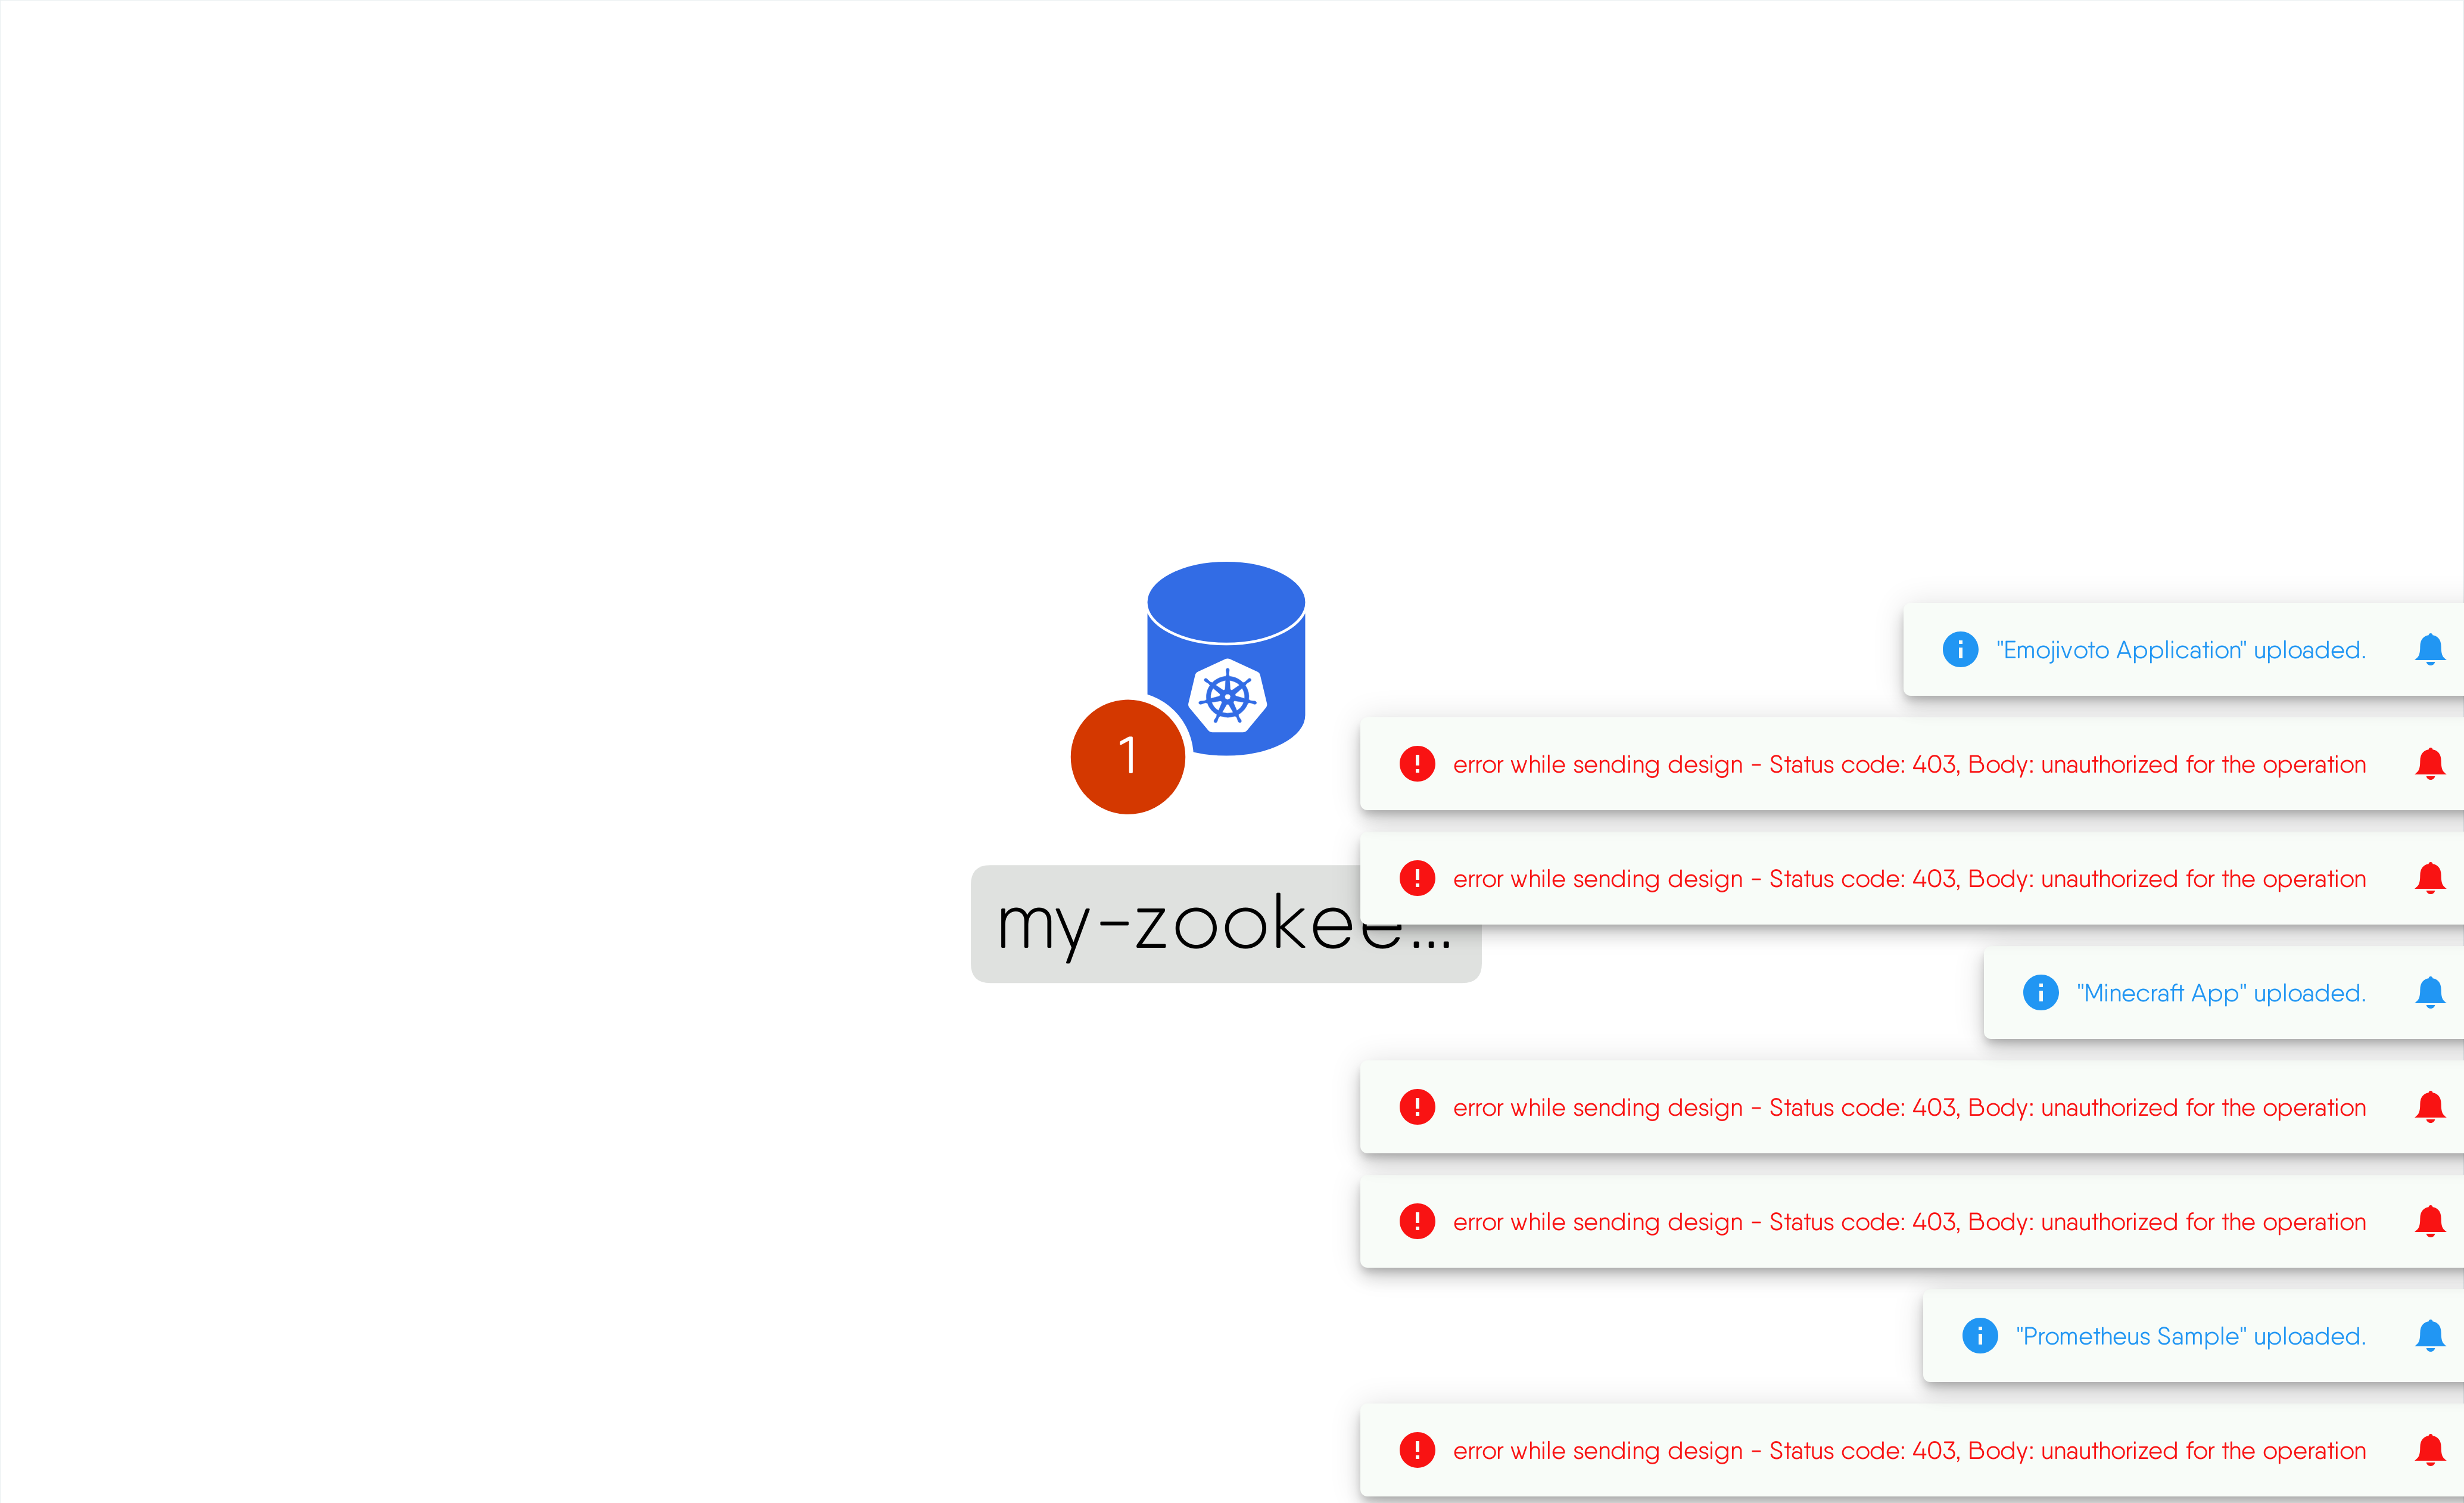 "Emojivoto Application" uploaded.
1
error while sending design - Status code: 403, Body: unauthorized for the operation
error while sending design - Status code: 403, Body: unauthorized for the operation
my-zookee...
"Minecraft App" uploaded.
error while sending design - Status code: 403, Body: unauthorized for the operation
error while sending design - Status code: 403, Body: unauthorized for the operation
"Prometheus Sample" uploaded.
error while sending design - Status code: 403, Body: unauthorized for the operation